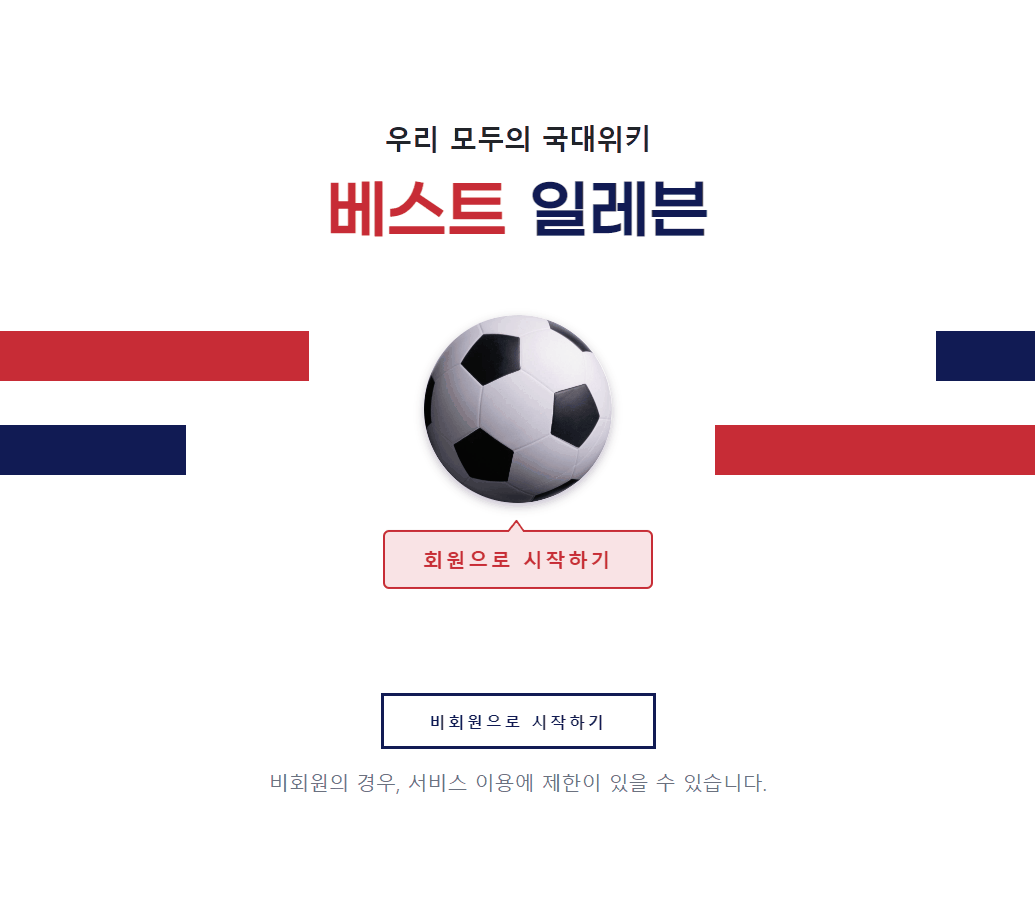 우리 모두의 국대위키
베스트 일레븐
회원으로 시작하기
비회원으로 시작하기
비회원의 경우, 서비스 이용에 제한이 있을 수 있습니다.